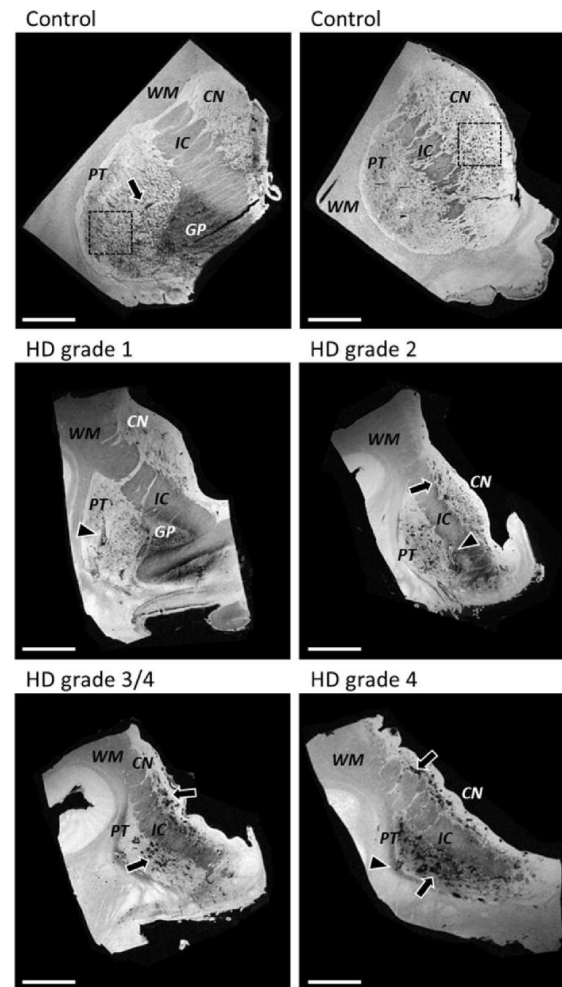 Control
Control
WM
CN
IC
PT
GP
CN
PT
IC
WM
HD grade 1
HD grade 2
CN
WM
IC
PT
GP
WM
CN
IC
PT
HD grade 3/4
HD grade 4
WM
CN
IC
PT
WM
CN
IC
PT